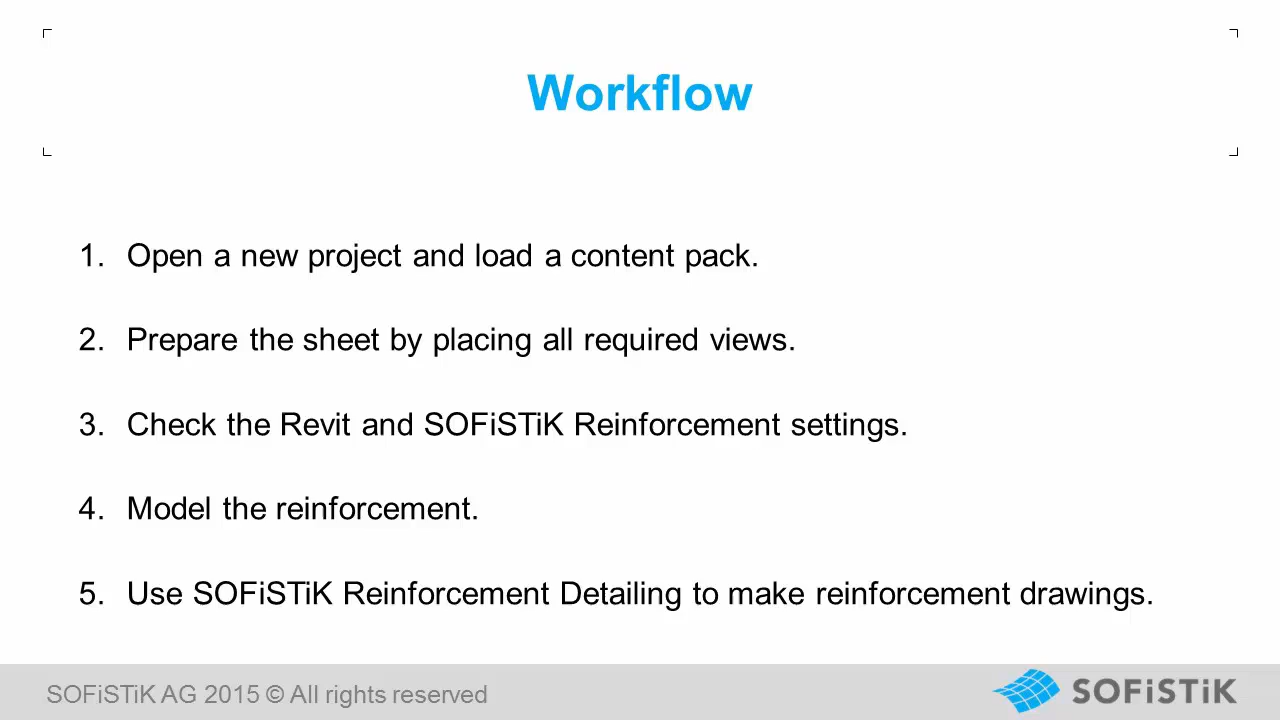 Workflow
1. Open a new project and load a content pack.
2. Prepare the sheet by placing all required views.
3. Check the Revit and SOFiSTiK Reinforcement settings.
4. Model the reinforcement.
5. Use SOFiSTiK Reinforcement Detailing to make reinforcement drawings.
SOFiSTiK AG 2015 © All rights reserved
SOFiSTiK